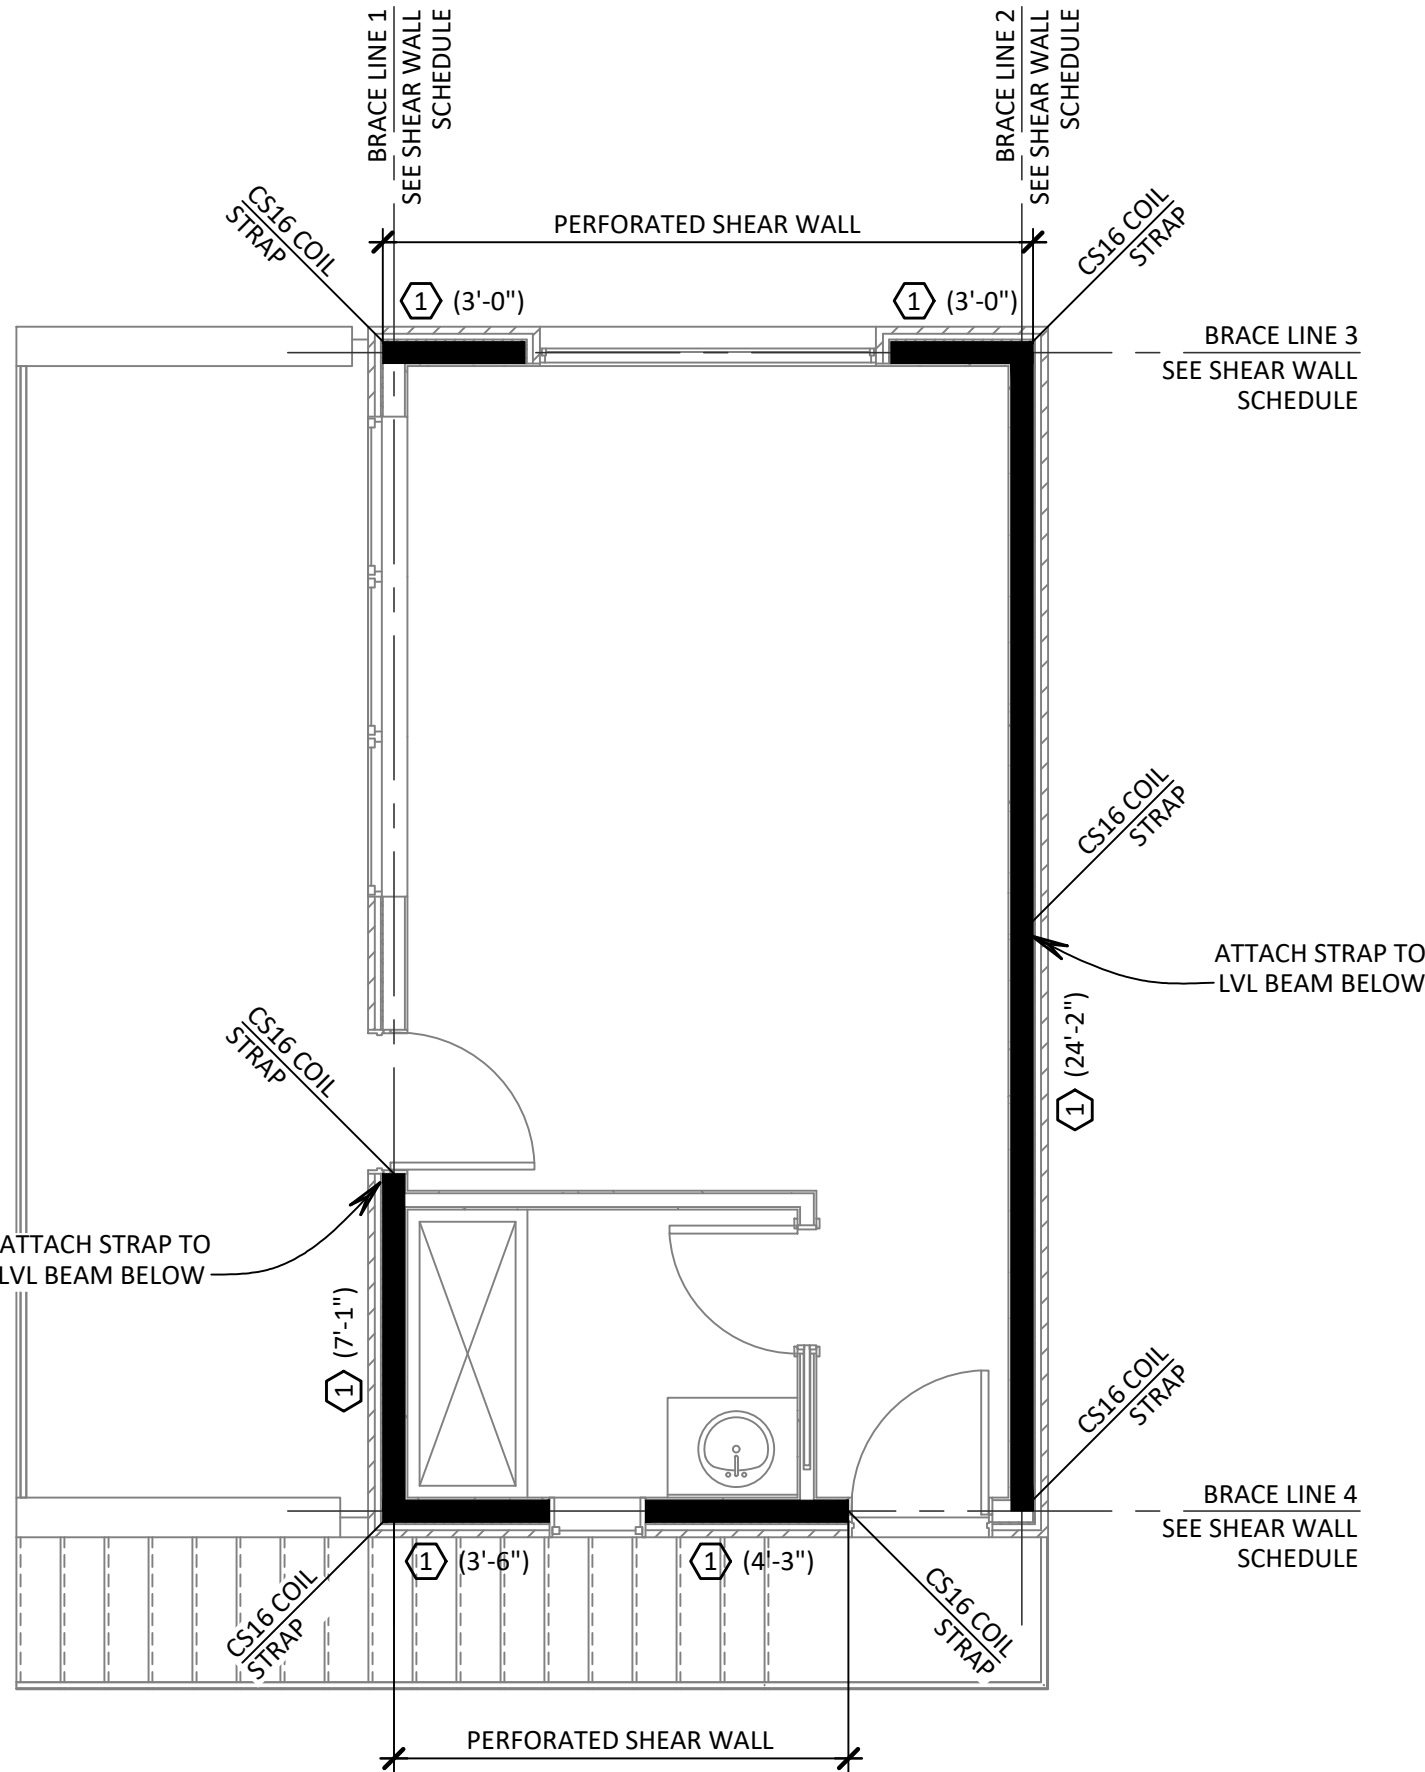 BRACE LINE 1
SEE SHEAR WALL
SCHEDULE
BRACE LINE 2
SEE SHEAR WALL
SCHEDULE
CS16 COIL
STRAP
PERFORATED SHEAR WALL
CS16 COIL
STRAP
1 (3'-0")
1 (3'-0")
BRACE LINE 3
SEE SHEAR WALL
SCHEDULE
CS16 COIL
STRAP
ATTACH STRAP TO
LVL BEAM BELOW
1 (24'-2")
CS16 COIL
STRAP
ATTACH STRAP TO
LVL BEAM BELOW
1 (7'-1")
CS16 COIL
STRAP
BRACE LINE 4
SEE SHEAR WALL
SCHEDULE
1 (3'-6")
1 (4'-3")
CS16 COIL
STRAP
CS16 COIL
STRAP
PERFORATED SHEAR WALL